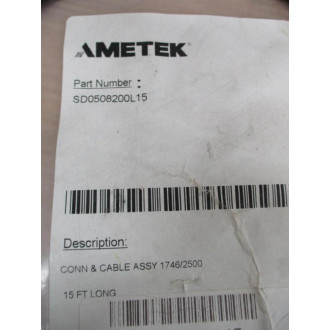 AMETEK
Part Number :
SD0508200L15
Description:
CONN & CABLE ASSY 1746/2500
15 FT LONG